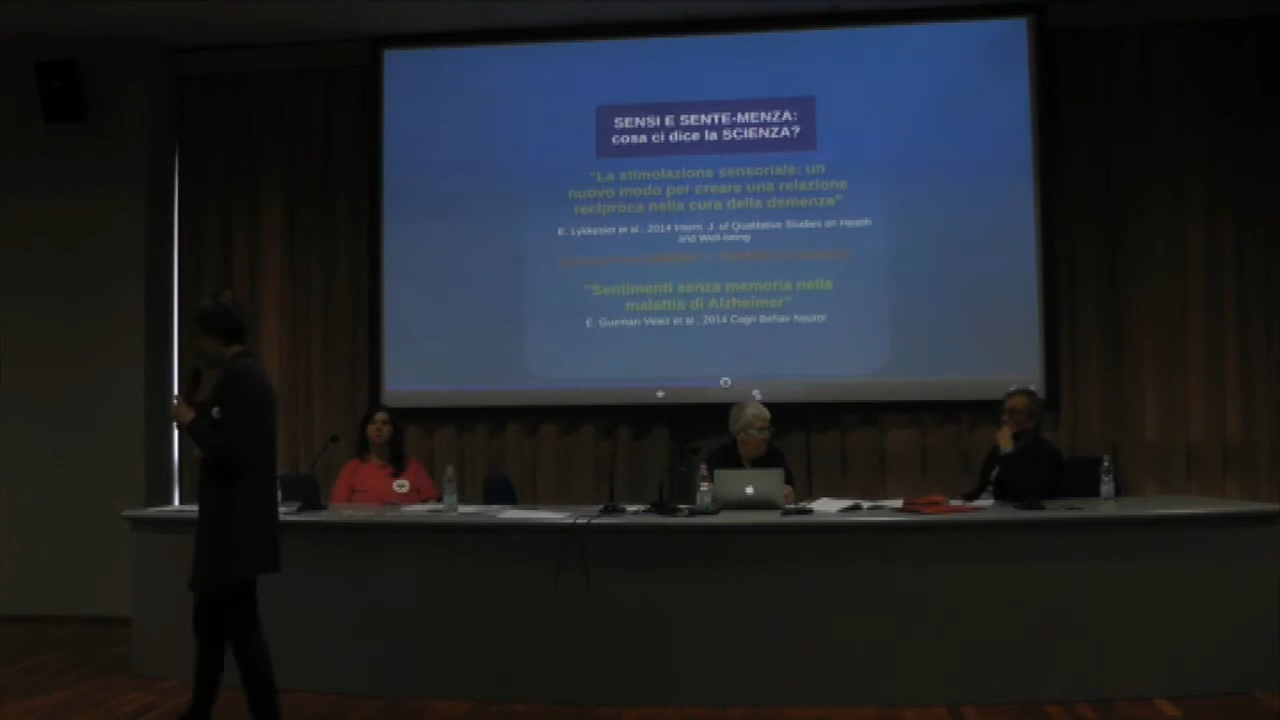 SENSI E SENTE-MENZA:
cosa ci dice la SCIENZA?
"La stimolazione sensoriale: un
nuovo modo per creare una relazione
reciproca nella cura della demenza"
et al., 2014 Intern. J. of Qualitative Studies on Health
and Well-being
"Sentimenti senza memoria nella
malattia di Alzheimer"
E. Guzman Velez et al., 2014 Cogn Behav Neurol